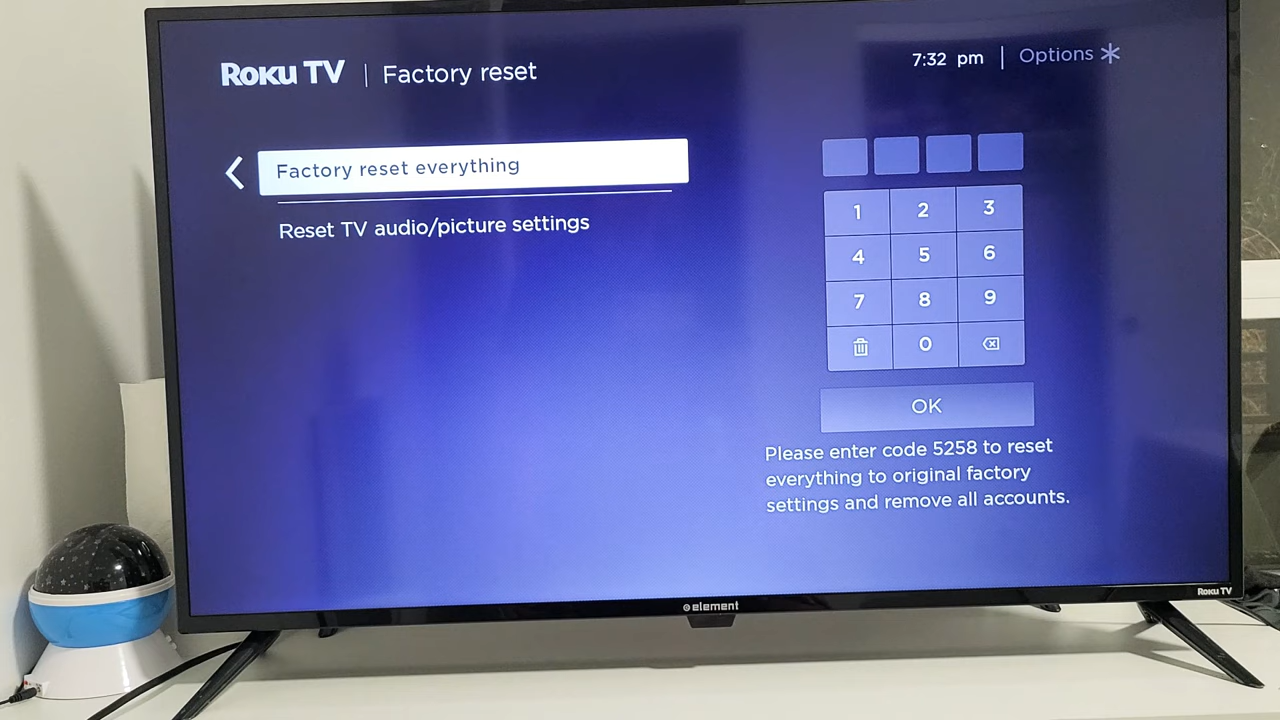 Roku TV | Factory reset
7:32 pm | Options
Factory reset everything
Reset TV audio/picture settings
1 2 3
4 5 6
7 8 9
0
OK
Please enter code 5258 to reset
everything to original factory
settings and remove all accounts.
element
Roku TV